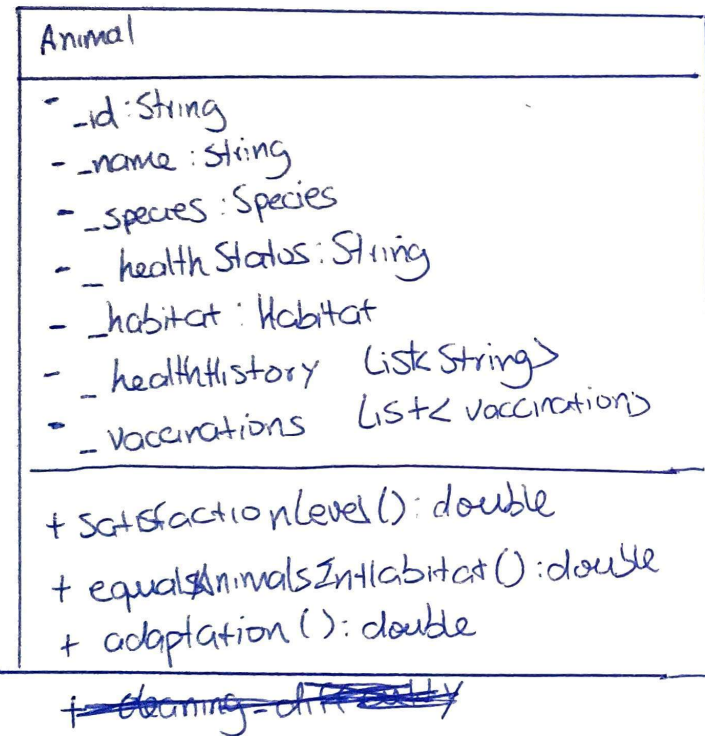 Animal
- _id : String
- _name : String
- _species : Species
- _healthStatus : String
- _habitat : Habitat
- _healthHistory List<String>
- _vaccinations List<vaccination>
+ satisfactionLevel() : double
+ equalsAnimalsInHabitat() : double
+ adaptation() : double
+ cleaning_difficulty